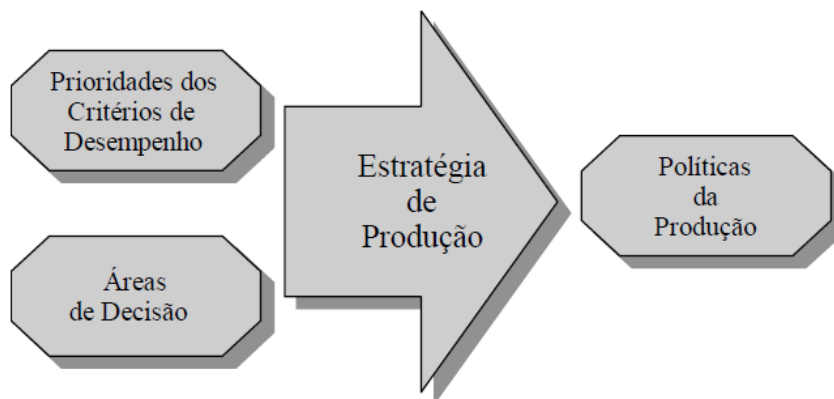 Prioridades dos
Critérios de
Desempenho
Áreas
de Decisão
Estratégia
de
Produção
Políticas
da
Produção